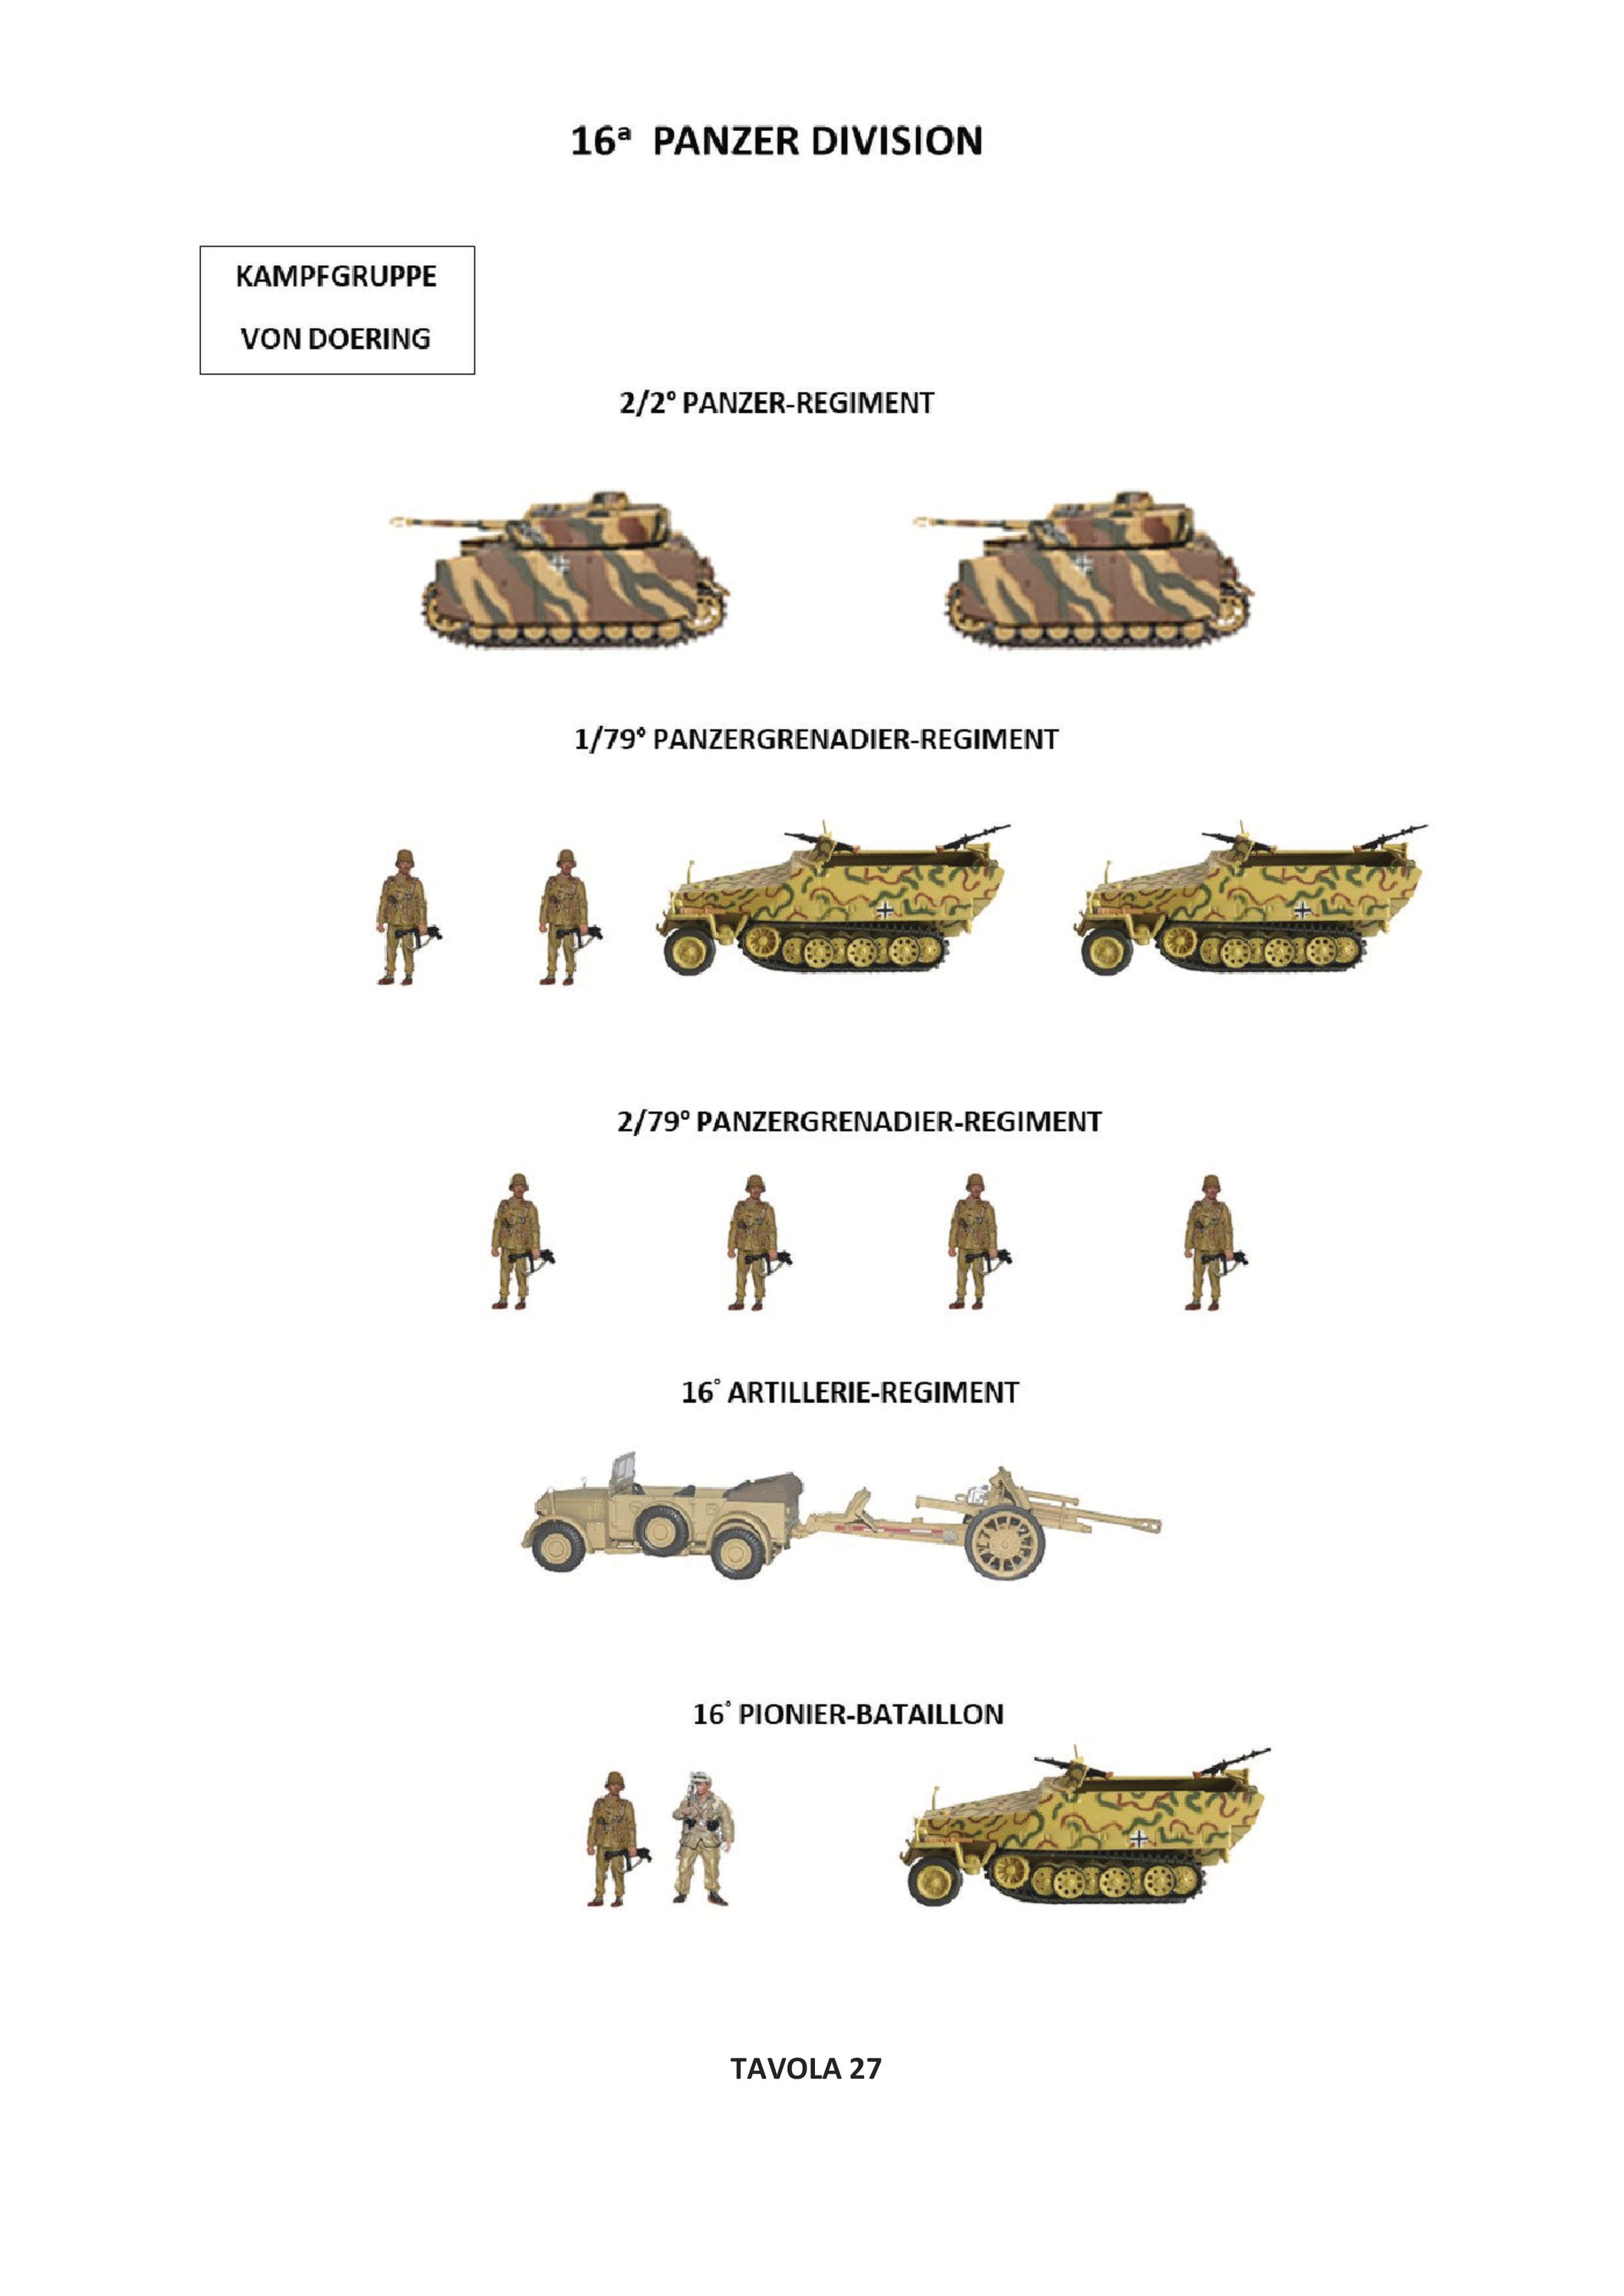 16ª PANZER DIVISION
KAMPFGRUPPE
VON DOERING
2/2° PANZER-REGIMENT
1/79° PANZERGRENADIER-REGIMENT
2/79° PANZERGRENADIER-REGIMENT
16° ARTILLERIE-REGIMENT
16° PIONIER-BATAILLON
TAVOLA 27